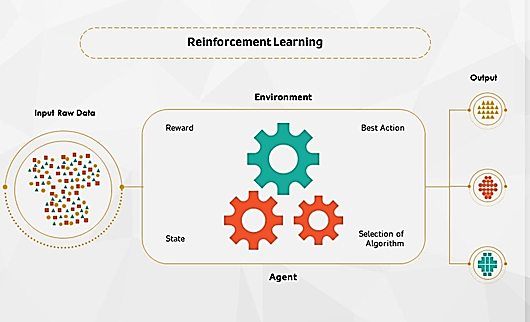 Reinforcement Learning
Output
Input Raw Data
Environment
Reward
Best Action
State
Selection of
Algorithm
Agent